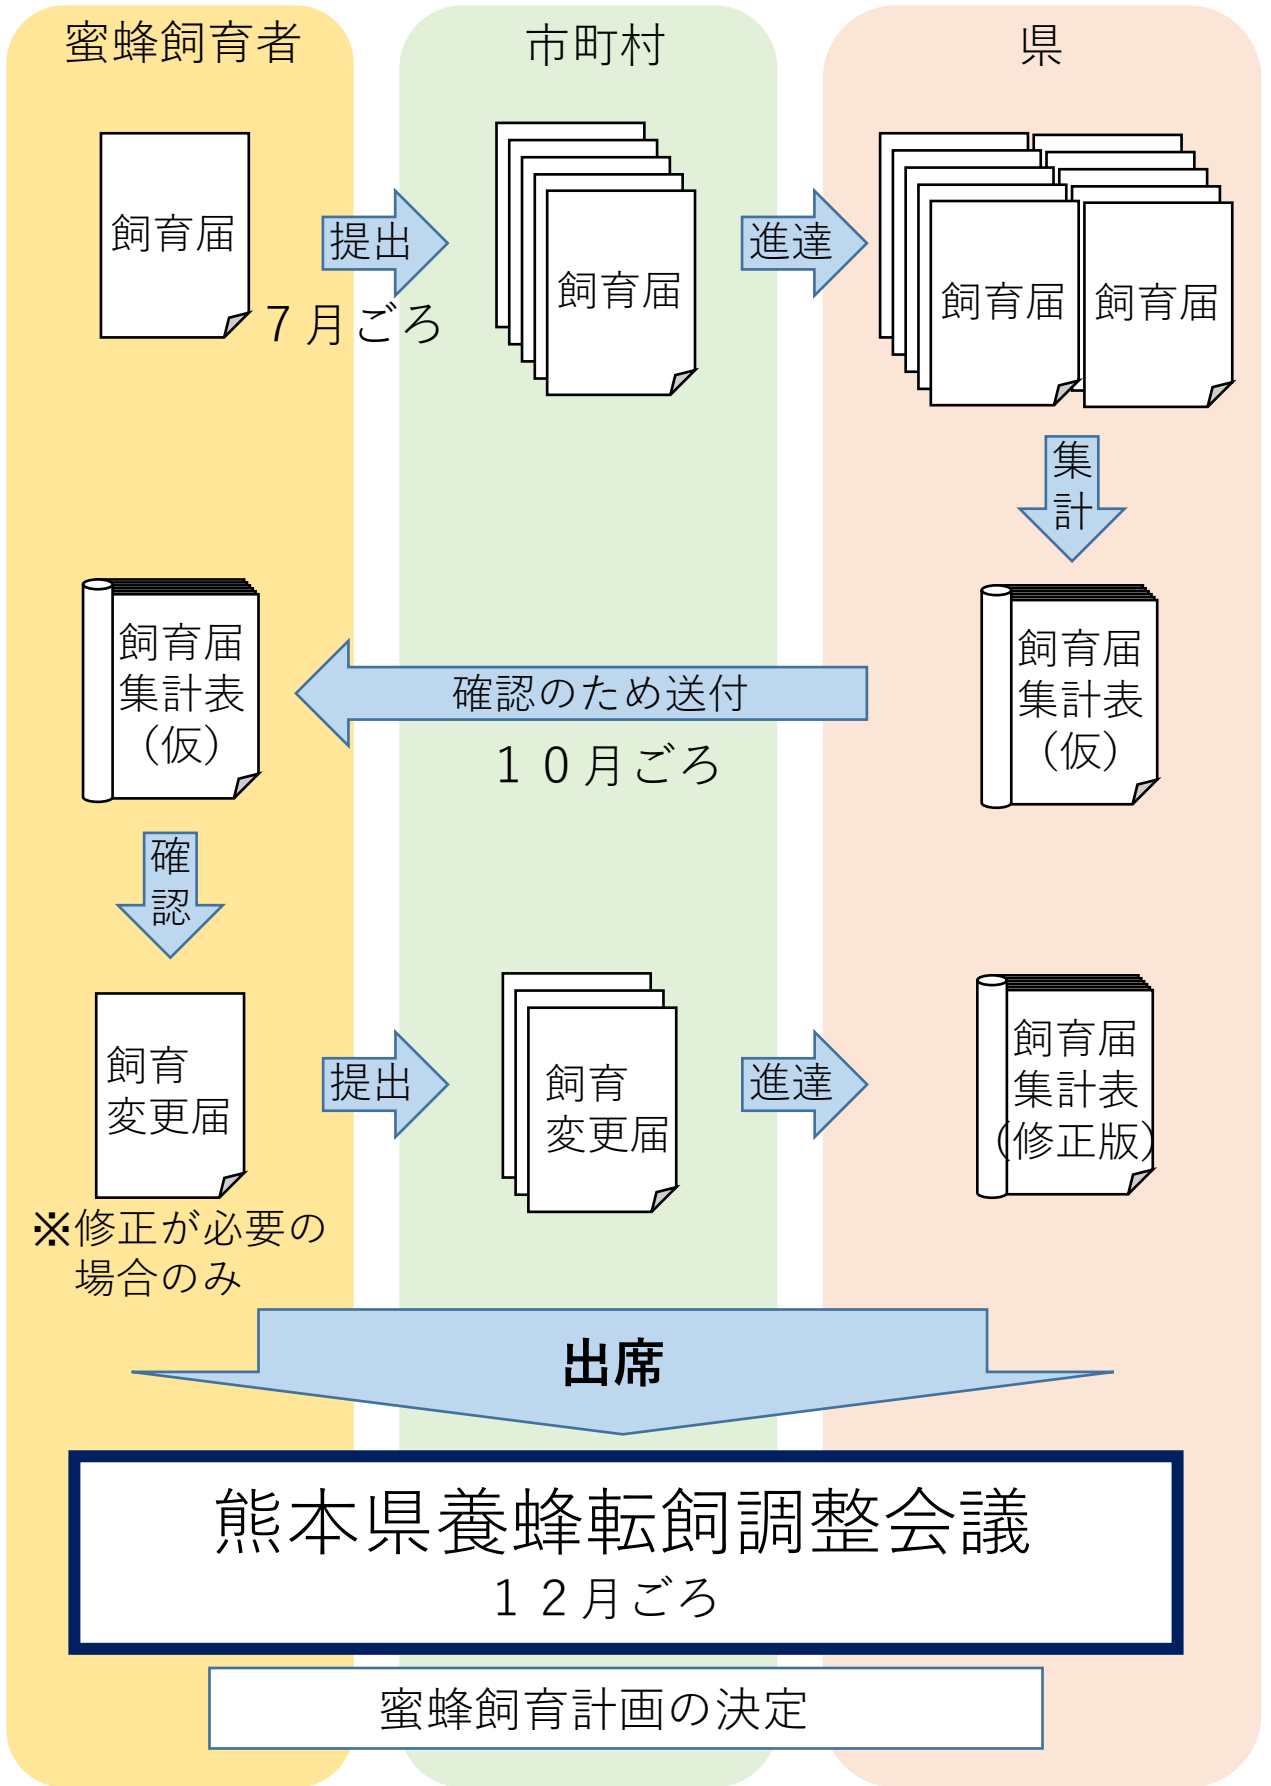 蜜蜂飼育者
市町村
県
飼育届
提出
7月ごろ
飼育届
進達
飼育届
飼育届
集
計
飼育届
集計表
（仮）
確認のため送付
10月ごろ
飼育届
集計表
（仮）
確
認
飼育
変更届
※修正が必要の
場合のみ
提出
飼育
変更届
進達
飼育届
集計表
（修正版）
出席
熊本県養蜂転飼調整会議
12月ごろ
蜜蜂飼育計画の決定